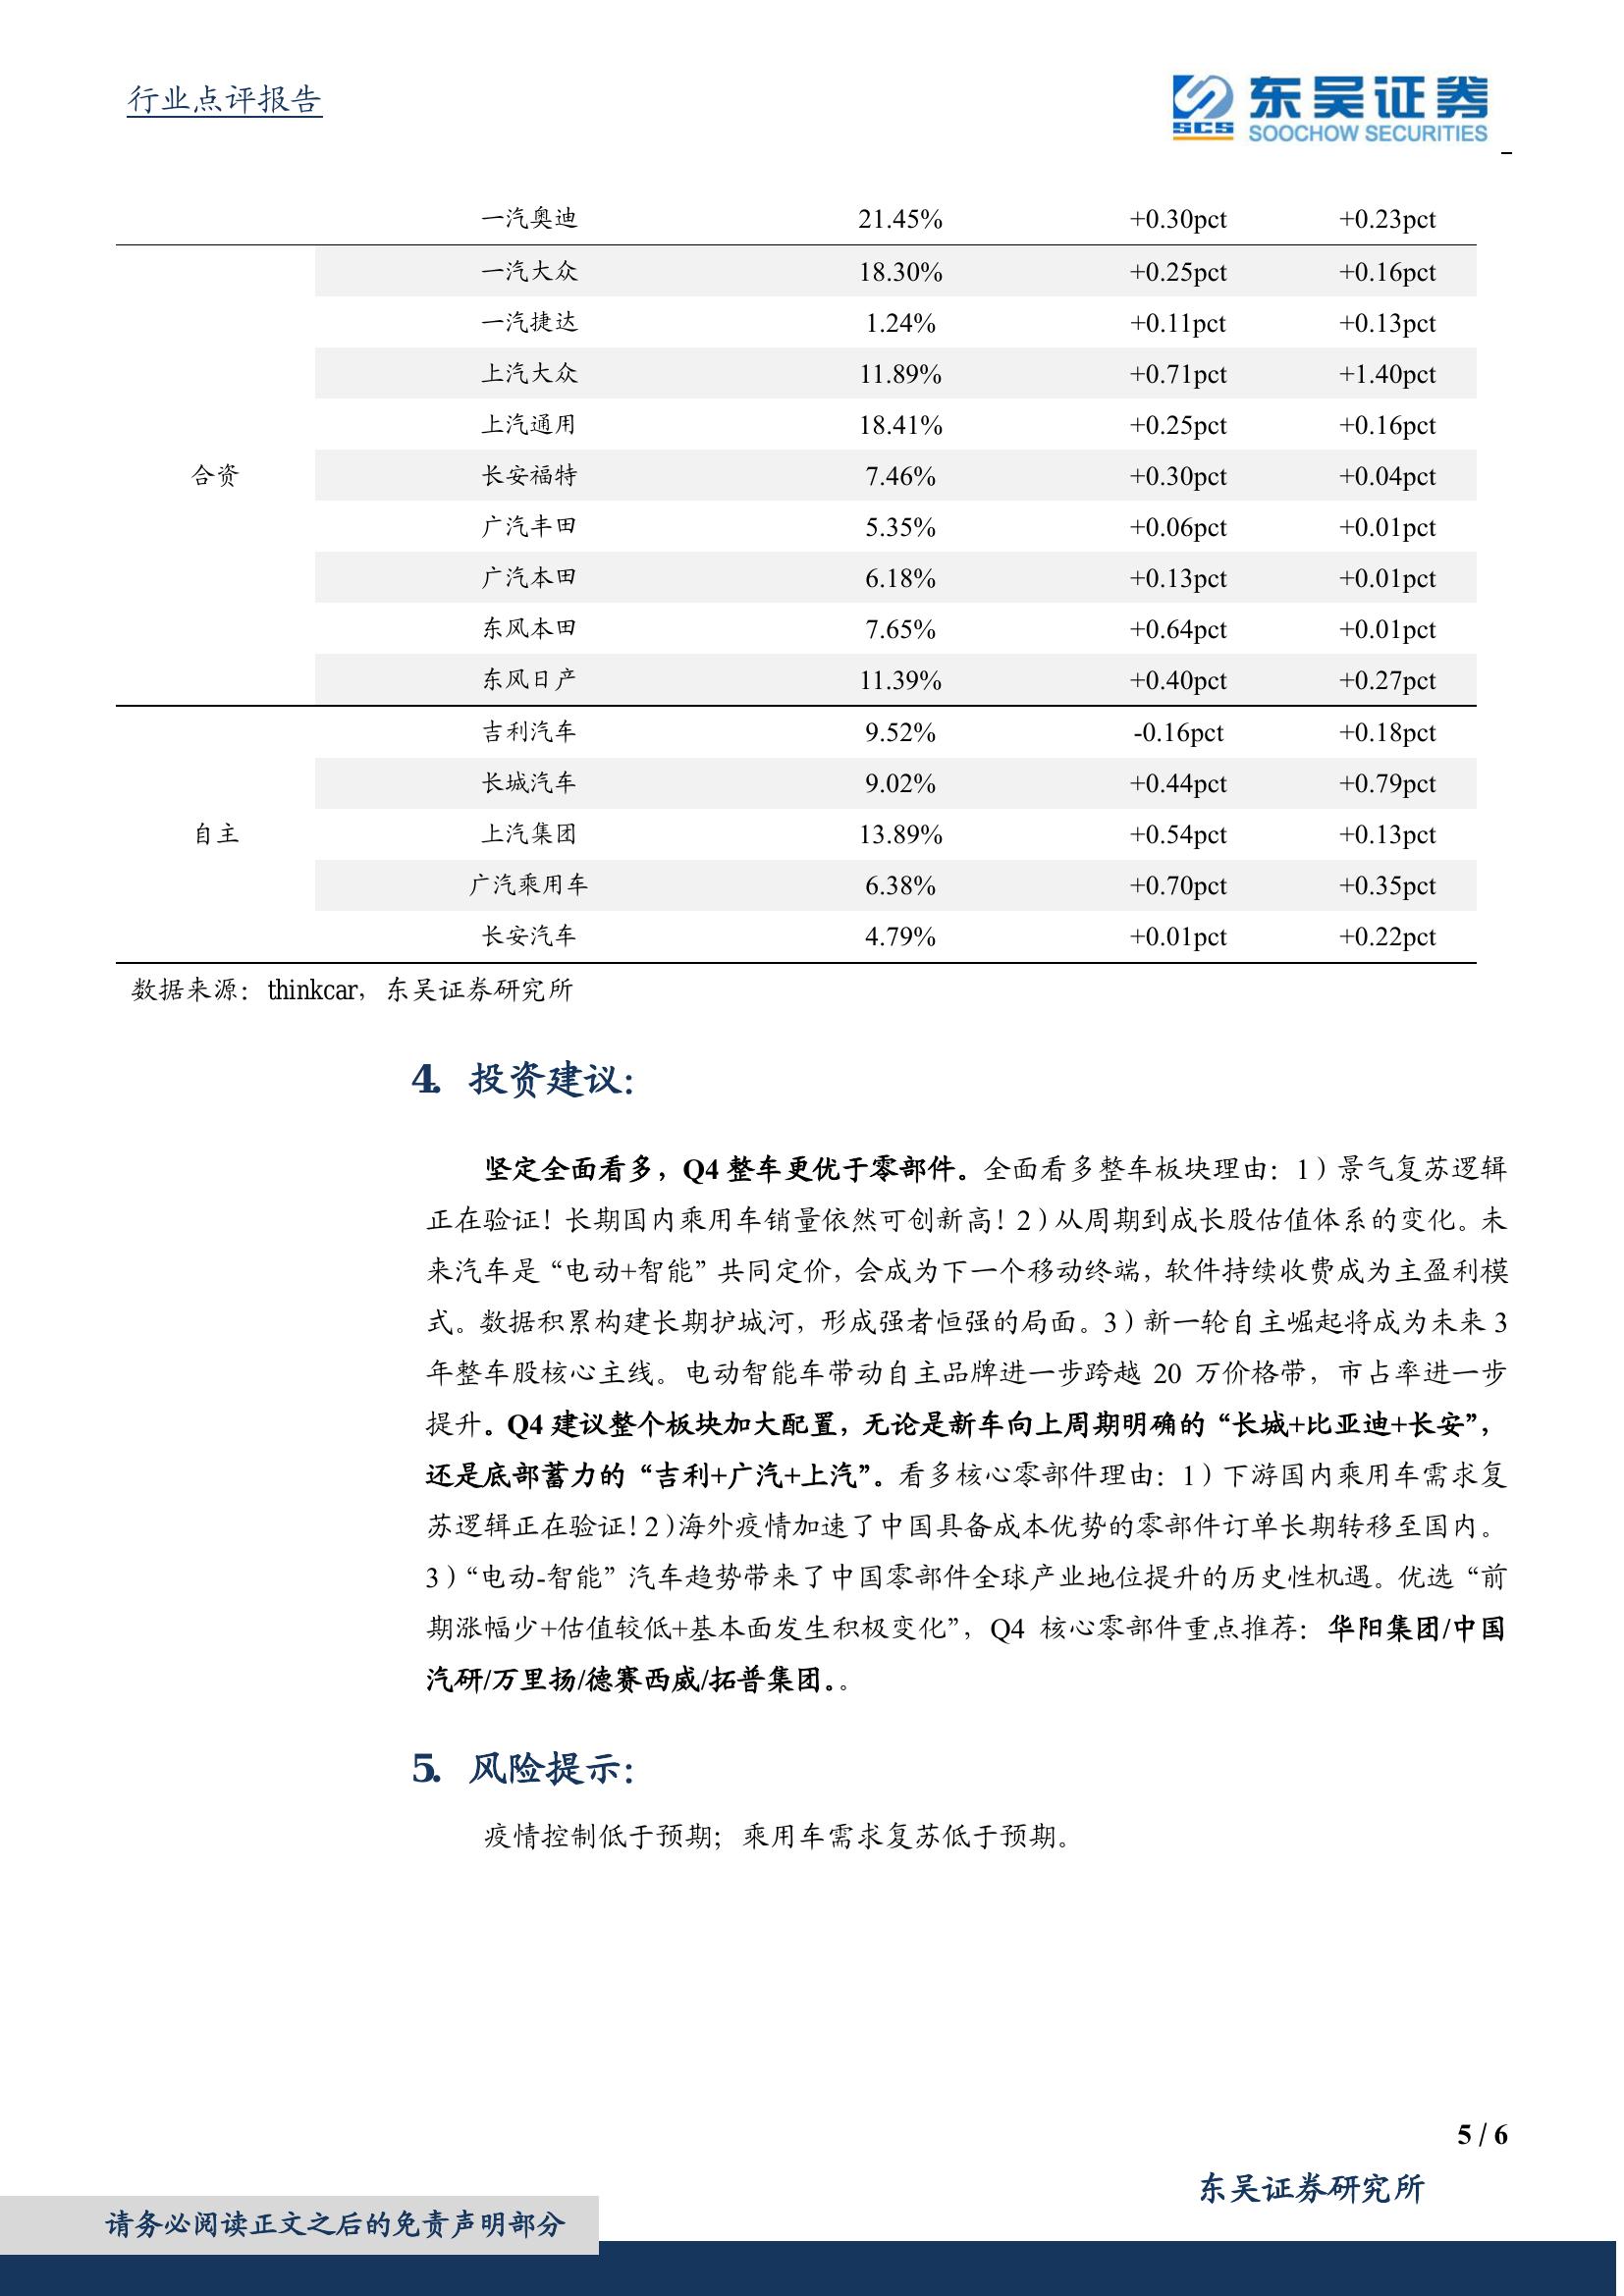 行业点评报告
SCS 东吴证券
SOOCHOW SECURITIES
一汽奥迪 21.45% +0.30pct +0.23pct
一汽大众 18.30% +0.25pct +0.16pct
一汽捷达 1.24% +0.11pct +0.13pct
上汽大众 11.89% +0.71pct +1.40pct
上汽通用 18.41% +0.25pct +0.16pct
合资 长安福特 7.46% +0.30pct +0.04pct
广汽丰田 5.35% +0.06pct +0.01pct
广汽本田 6.18% +0.13pct +0.01pct
东风本田 7.65% +0.64pct +0.01pct
东风日产 11.39% +0.40pct +0.27pct
吉利汽车 9.52% -0.16pct +0.18pct
长城汽车 9.02% +0.44pct +0.79pct
自主 上汽集团 13.89% +0.54pct +0.13pct
广汽乘用车 6.38% +0.70pct +0.35pct
长安汽车 4.79% +0.01pct +0.22pct
数据来源：thinkcar，东吴证券研究所
4. 投资建议：
坚定全面看多，Q4 整车更优于零部件。全面看多整车板块理由：1）景气复苏逻辑
正在验证！长期国内乘用车销量依然可创新高！2）从周期到成长股估值体系的变化。未
来汽车是“电动+智能”共同定价，会成为下一个移动终端，软件持续收费成为主盈利模
式。数据积累构建长期护城河，形成强者恒强的局面。3）新一轮自主崛起将成为未来 3
年整车股核心主线。电动智能车带动自主品牌进一步跨越 20 万价格带，市占率进一步
提升。Q4 建议整个板块加大配置，无论是新车向上周期明确的“长城+比亚迪+长安”，
还是底部蓄力的“吉利+广汽+上汽”。看多核心零部件理由：1）下游国内乘用车需求复
苏逻辑正在验证！2）海外疫情加速了中国具备成本优势的零部件订单长期转移至国内。
3）“电动-智能”汽车趋势带来了中国零部件全球产业地位提升的历史性机遇。优选“前
期涨幅少+估值较低+基本面发生积极变化”，Q4 核心零部件重点推荐：华阳集团/中国
汽研/万里扬/德赛西威/拓普集团。。
5. 风险提示：
疫情控制低于预期；乘用车需求复苏低于预期。
5 / 6
东吴证券研究所
请务必阅读正文之后的免责声明部分